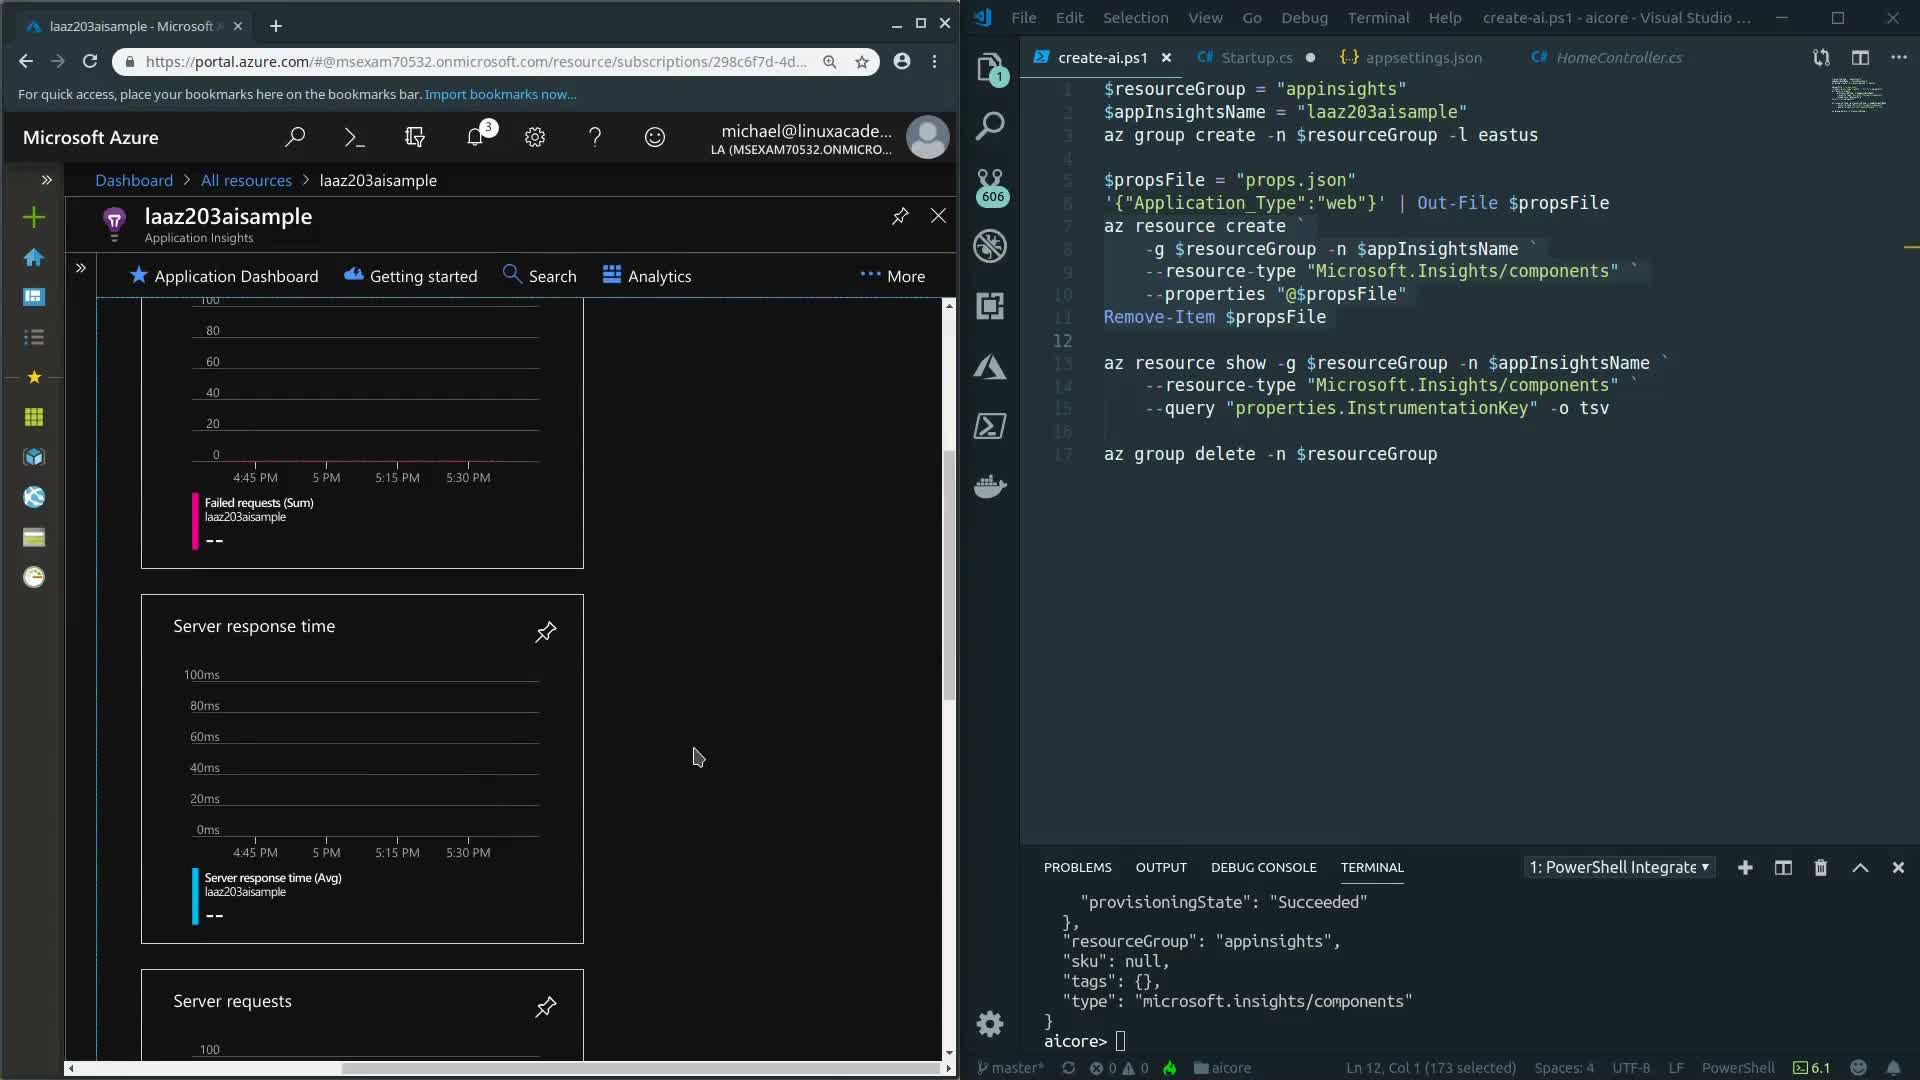 laaz203aisample - Microsoft
https://portal.azure.com/#@msexam70532.onmicrosoft.com/resource/subscriptions/298c6f7d-4d...
For quick access, place your bookmarks here on the bookmarks bar. Import bookmarks now...
Microsoft Azure
3
michael@linuxacade...
LA (MSEXAM70532.ONMICRO...
Dashboard > All resources > laaz203aisample
laaz203aisample
Application Insights
Application Dashboard
Getting started
Search
Analytics
More
100
80
60
40
20
0
4:45 PM 5 PM 5:15 PM 5:30 PM
Failed requests (Sum)
laaz203aisample
--
Server response time
100ms
80ms
60ms
40ms
20ms
0ms
4:45 PM 5 PM 5:15 PM 5:30 PM
Server response time (Avg)
laaz203aisample
--
Server requests
100
File Edit Selection View Go Debug Terminal Help create-ai.ps1 - aicore - Visual Studio ...
create-ai.ps1 Startup.cs appsettings.json HomeController.cs
1
606
1 $resourceGroup = "appinsights"
2 $appInsightsName = "laaz203aisample"
3 az group create -n $resourceGroup -l eastus
4
5 $propsFile = "props.json"
6 '{"Application_Type":"web"}' | Out-File $propsFile
7 az resource create `
8 -g $resourceGroup -n $appInsightsName `
9 --resource-type "Microsoft.Insights/components" `
10 --properties "@$propsFile"
11 Remove-Item $propsFile
12
13 az resource show -g $resourceGroup -n $appInsightsName `
14 --resource-type "Microsoft.Insights/components" `
15 --query "properties.InstrumentationKey" -o tsv
16
17 az group delete -n $resourceGroup
PROBLEMS OUTPUT DEBUG CONSOLE TERMINAL
1: PowerShell Integrate
"provisioningState": "Succeeded"
},
"resourceGroup": "appinsights",
"sku": null,
"tags": {},
"type": "microsoft.insights/components"
}
aicore>
master* 0 0 aicore
Ln 12, Col 1 (173 selected) Spaces: 4 UTF-8 LF PowerShell 6.1